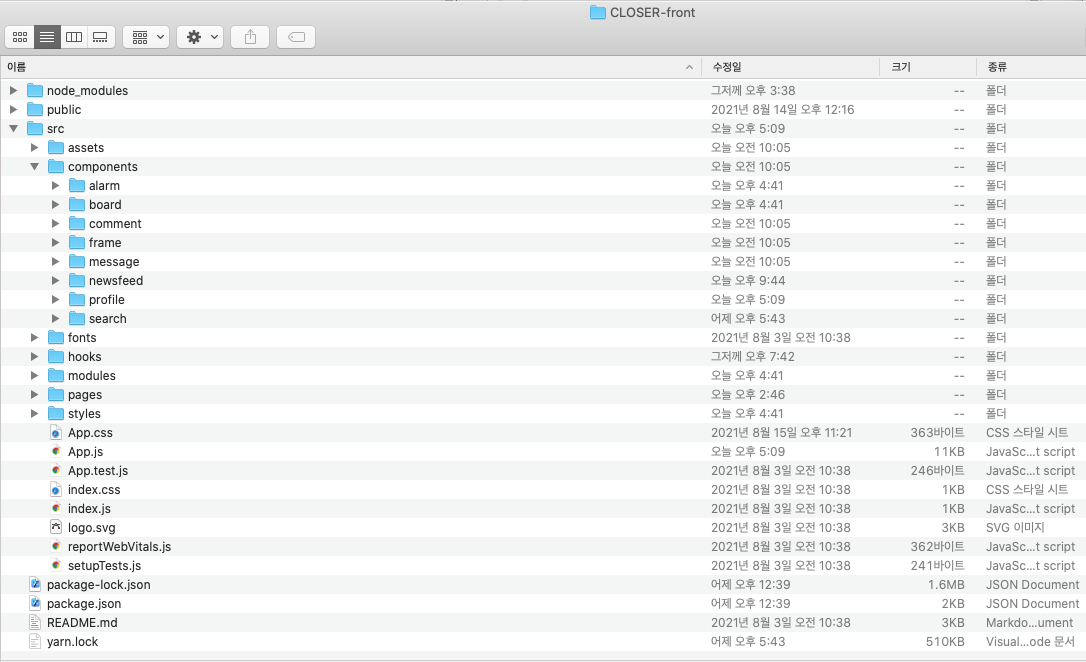 CLOSER-front
이름 수정일 크기 종류
node_modules 그저께 오후 3:38 -- 폴더
public 2021년 8월 14일 오후 12:16 -- 폴더
src 오늘 오후 5:09 -- 폴더
assets 오늘 오전 10:05 -- 폴더
components 오늘 오전 10:05 -- 폴더
alarm 오늘 오후 4:41 -- 폴더
board 오늘 오후 4:41 -- 폴더
comment 오늘 오전 10:05 -- 폴더
frame 오늘 오전 10:05 -- 폴더
message 오늘 오전 10:05 -- 폴더
newsfeed 오늘 오후 9:44 -- 폴더
profile 오늘 오후 5:09 -- 폴더
search 어제 오후 5:43 -- 폴더
fonts 2021년 8월 3일 오전 10:38 -- 폴더
hooks 그저께 오후 7:42 -- 폴더
modules 오늘 오후 4:41 -- 폴더
pages 오늘 오후 2:46 -- 폴더
styles 오늘 오후 4:41 -- 폴더
App.css 2021년 8월 15일 오후 11:21 363바이트 CSS 스타일 시트
App.js 오늘 오후 5:09 11KB JavaSc...t script
App.test.js 2021년 8월 3일 오전 10:38 246바이트 JavaSc...t script
index.css 2021년 8월 3일 오전 10:38 1KB CSS 스타일 시트
index.js 2021년 8월 3일 오전 10:38 1KB JavaSc...t script
logo.svg 2021년 8월 3일 오전 10:38 3KB SVG 이미지
reportWebVitals.js 2021년 8월 3일 오전 10:38 362바이트 JavaSc...t script
setupTests.js 2021년 8월 3일 오전 10:38 241바이트 JavaSc...t script
package-lock.json 어제 오후 12:39 1.6MB JSON Document
package.json 어제 오후 12:39 2KB JSON Document
README.md 2021년 8월 3일 오전 10:38 3KB Markdo...ument
yarn.lock 어제 오후 5:43 510KB Visual...ode 문서